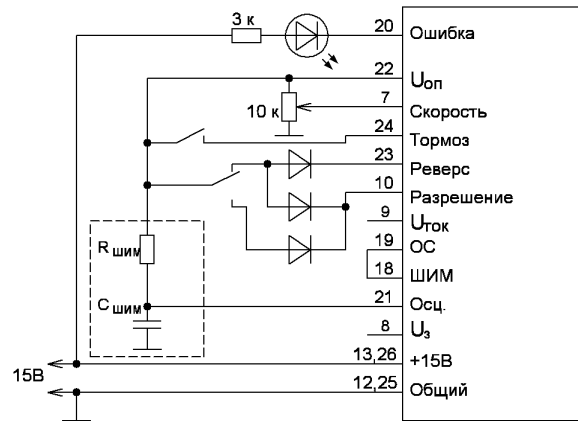 3 к
20 Ошибка
22 Uоп
10 к
7 Скорость
24 Тормоз
23 Реверс
10 Разрешение
9 Uток
19 ОС
Rшим
18 ШИМ
Сшим
21 Осц.
8 Uз
15В
13,26 +15В
12,25 Общий